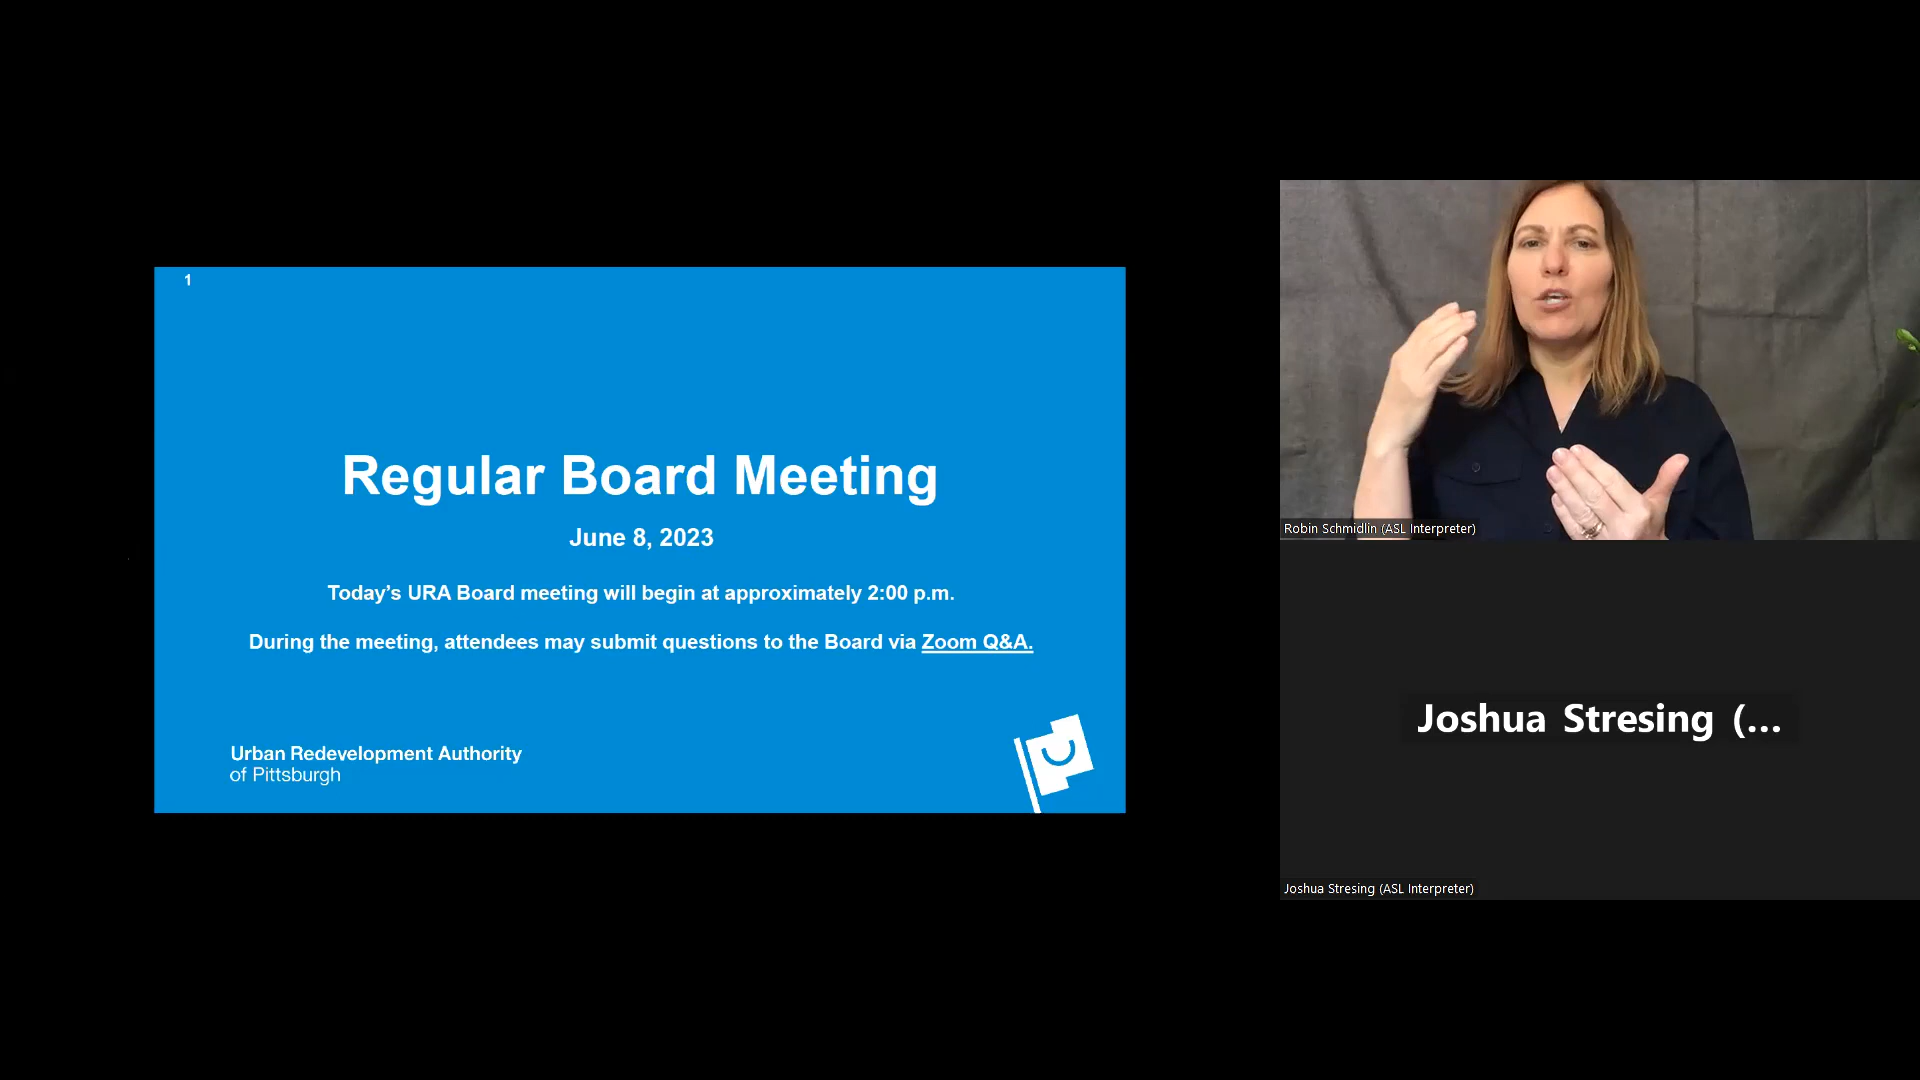 1
Regular Board Meeting
June 8, 2023
Today’s URA Board meeting will begin at approximately 2:00 p.m.
During the meeting, attendees may submit questions to the Board via Zoom Q&A.
Urban Redevelopment Authority
of Pittsburgh
Robin Schmidlin (ASL Interpreter)
Joshua Stresing (...
Joshua Stresing (ASL Interpreter)